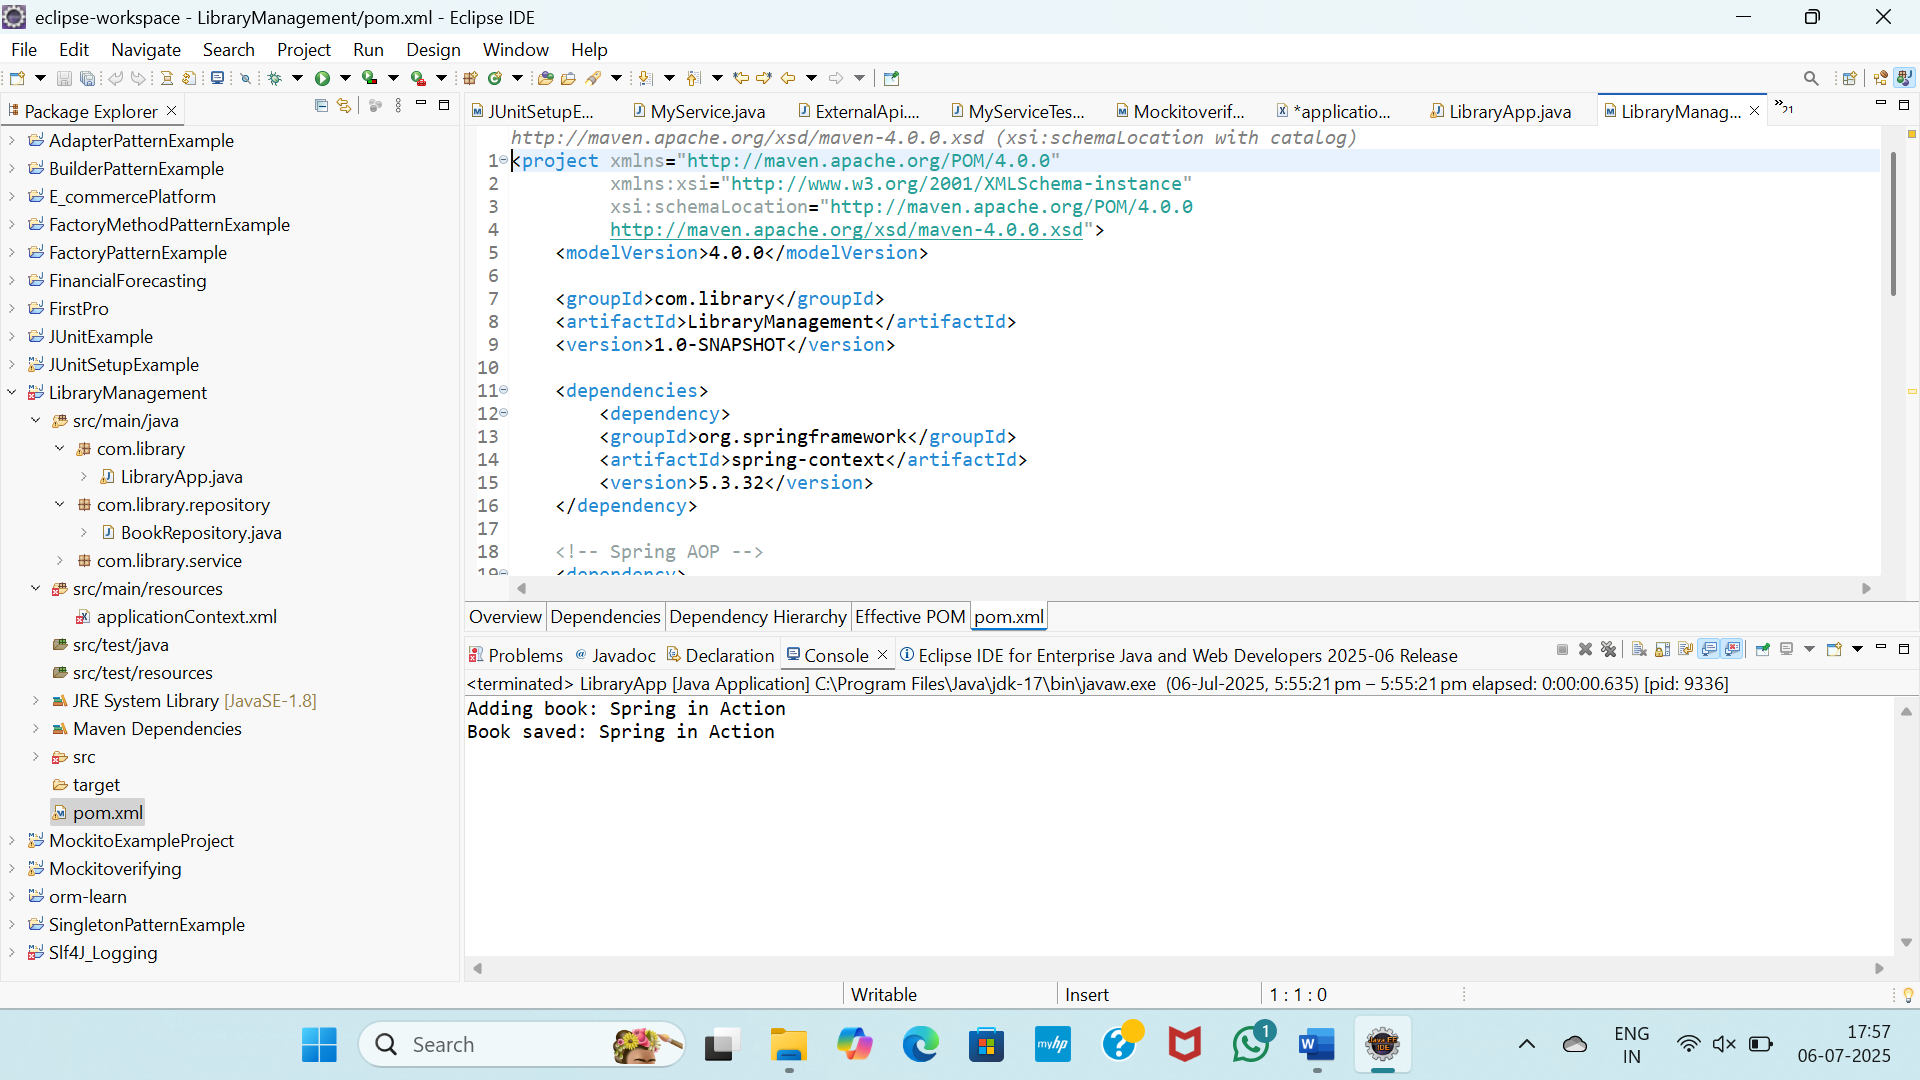 eclipse-workspace - LibraryManagement/pom.xml - Eclipse IDE
File Edit Navigate Search Project Run Design Window Help
Package Explorer
AdapterPatternExample
BuilderPatternExample
E_commercePlatform
FactoryMethodPatternExample
FactoryPatternExample
FinancialForecasting
FirstPro
JUnitExample
JUnitSetupExample
LibraryManagement
src/main/java
com.library
LibraryApp.java
com.library.repository
BookRepository.java
com.library.service
src/main/resources
applicationContext.xml
src/test/java
src/test/resources
JRE System Library [JavaSE-1.8]
Maven Dependencies
src
target
pom.xml
MockitoExampleProject
Mockitoverifying
orm-learn
SingletonPatternExample
Slf4J_Logging
JUnitSetupE... MyService.java ExternalApi.... MyServiceTes... Mockitoverif... *applicatio... LibraryApp.java LibraryManag... »21
http://maven.apache.org/xsd/maven-4.0.0.xsd (xsi:schemaLocation with catalog)
1 <project xmlns="http://maven.apache.org/POM/4.0.0"
2 xmlns:xsi="http://www.w3.org/2001/XMLSchema-instance"
3 xsi:schemaLocation="http://maven.apache.org/POM/4.0.0
4 http://maven.apache.org/xsd/maven-4.0.0.xsd">
5 <modelVersion>4.0.0</modelVersion>
6
7 <groupId>com.library</groupId>
8 <artifactId>LibraryManagement</artifactId>
9 <version>1.0-SNAPSHOT</version>
10
11 <dependencies>
12 <dependency>
13 <groupId>org.springframework</groupId>
14 <artifactId>spring-context</artifactId>
15 <version>5.3.32</version>
16 </dependency>
17
18 <!-- Spring AOP -->
19 <dependency>
Overview Dependencies Dependency Hierarchy Effective POM pom.xml
Problems Javadoc Declaration Console Eclipse IDE for Enterprise Java and Web Developers 2025-06 Release
<terminated> LibraryApp [Java Application] C:\Program Files\Java\jdk-17\bin\javaw.exe (06-Jul-2025, 5:55:21 pm – 5:55:21 pm elapsed: 0:00:00.635) [pid: 9336]
Adding book: Spring in Action
Book saved: Spring in Action
Writable Insert 1 : 1 : 0
Search
myhp
1
ENG
IN
17:57
06-07-2025